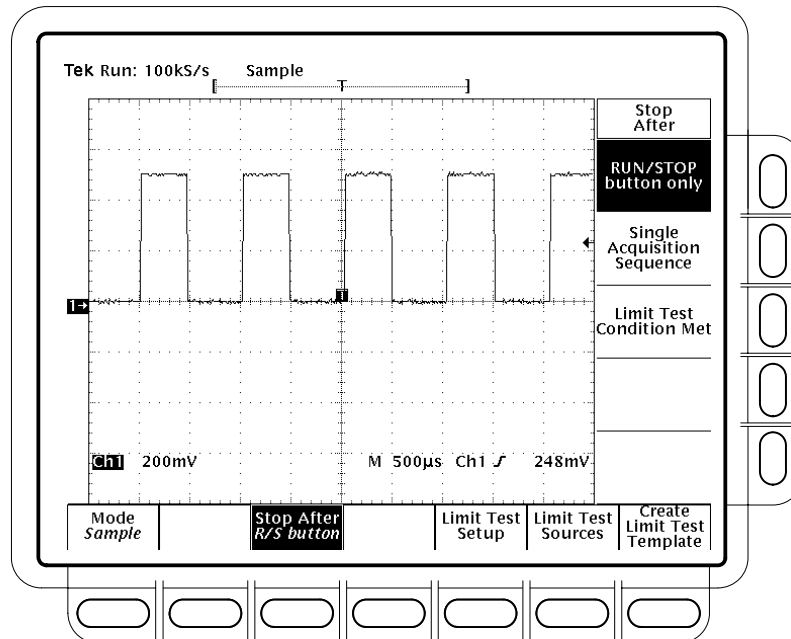 Tek Run: 100kS/s Sample
T
Stop
After
RUN/STOP
button only
Single
Acquisition
Sequence
Limit Test
Condition Met
1→
T
Ch1 200mV M 500µs Ch1 ƒ 248mV
Mode
Sample
Stop After
R/S button
Limit Test
Setup
Limit Test
Sources
Create
Limit Test
Template